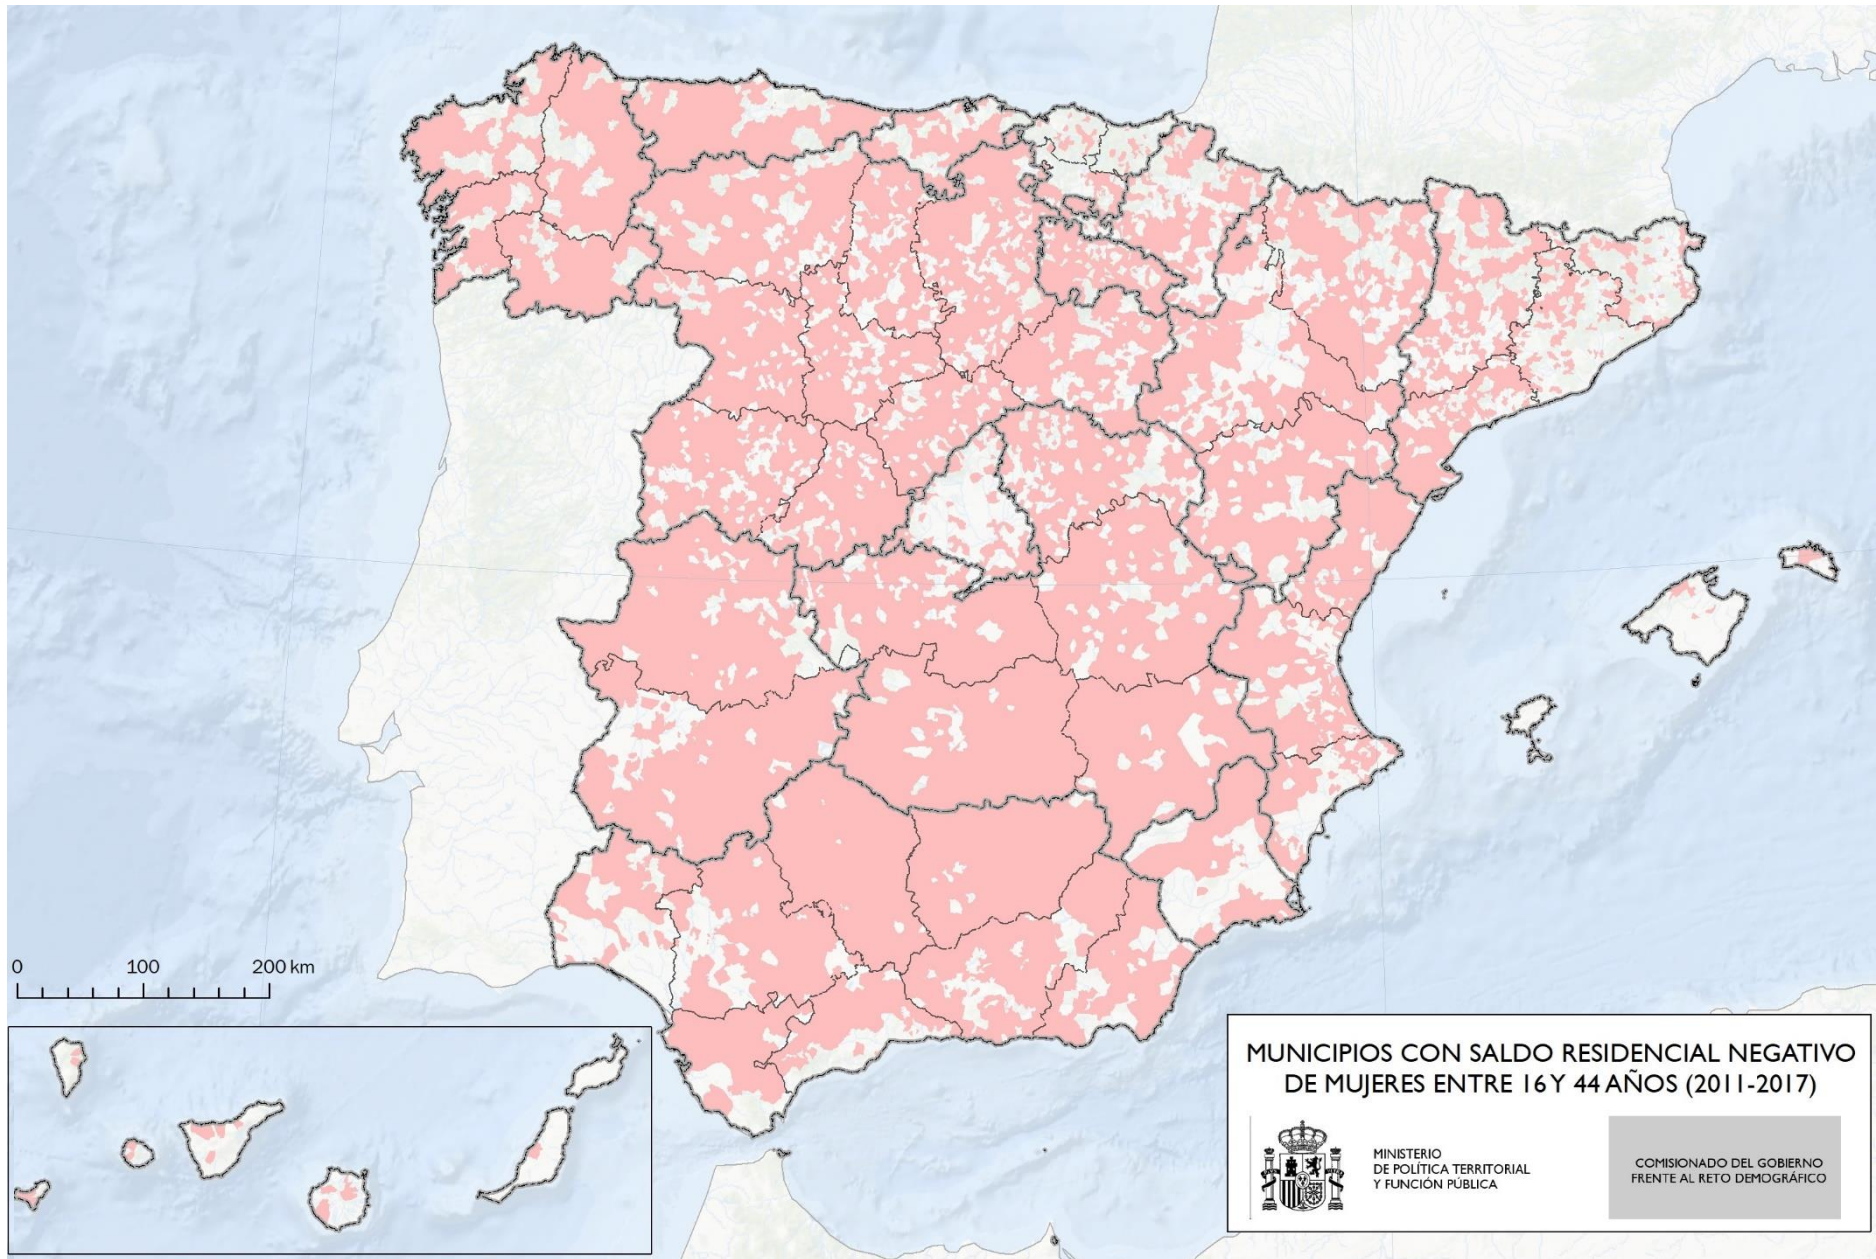 0 100 200 km
MUNICIPIOS CON SALDO RESIDENCIAL NEGATIVO
DE MUJERES ENTRE 16 Y 44 AÑOS (2011-2017)
MINISTERIO
DE POLÍTICA TERRITORIAL
Y FUNCIÓN PÚBLICA
COMISIONADO DEL GOBIERNO
FRENTE AL RETO DEMOGRÁFICO